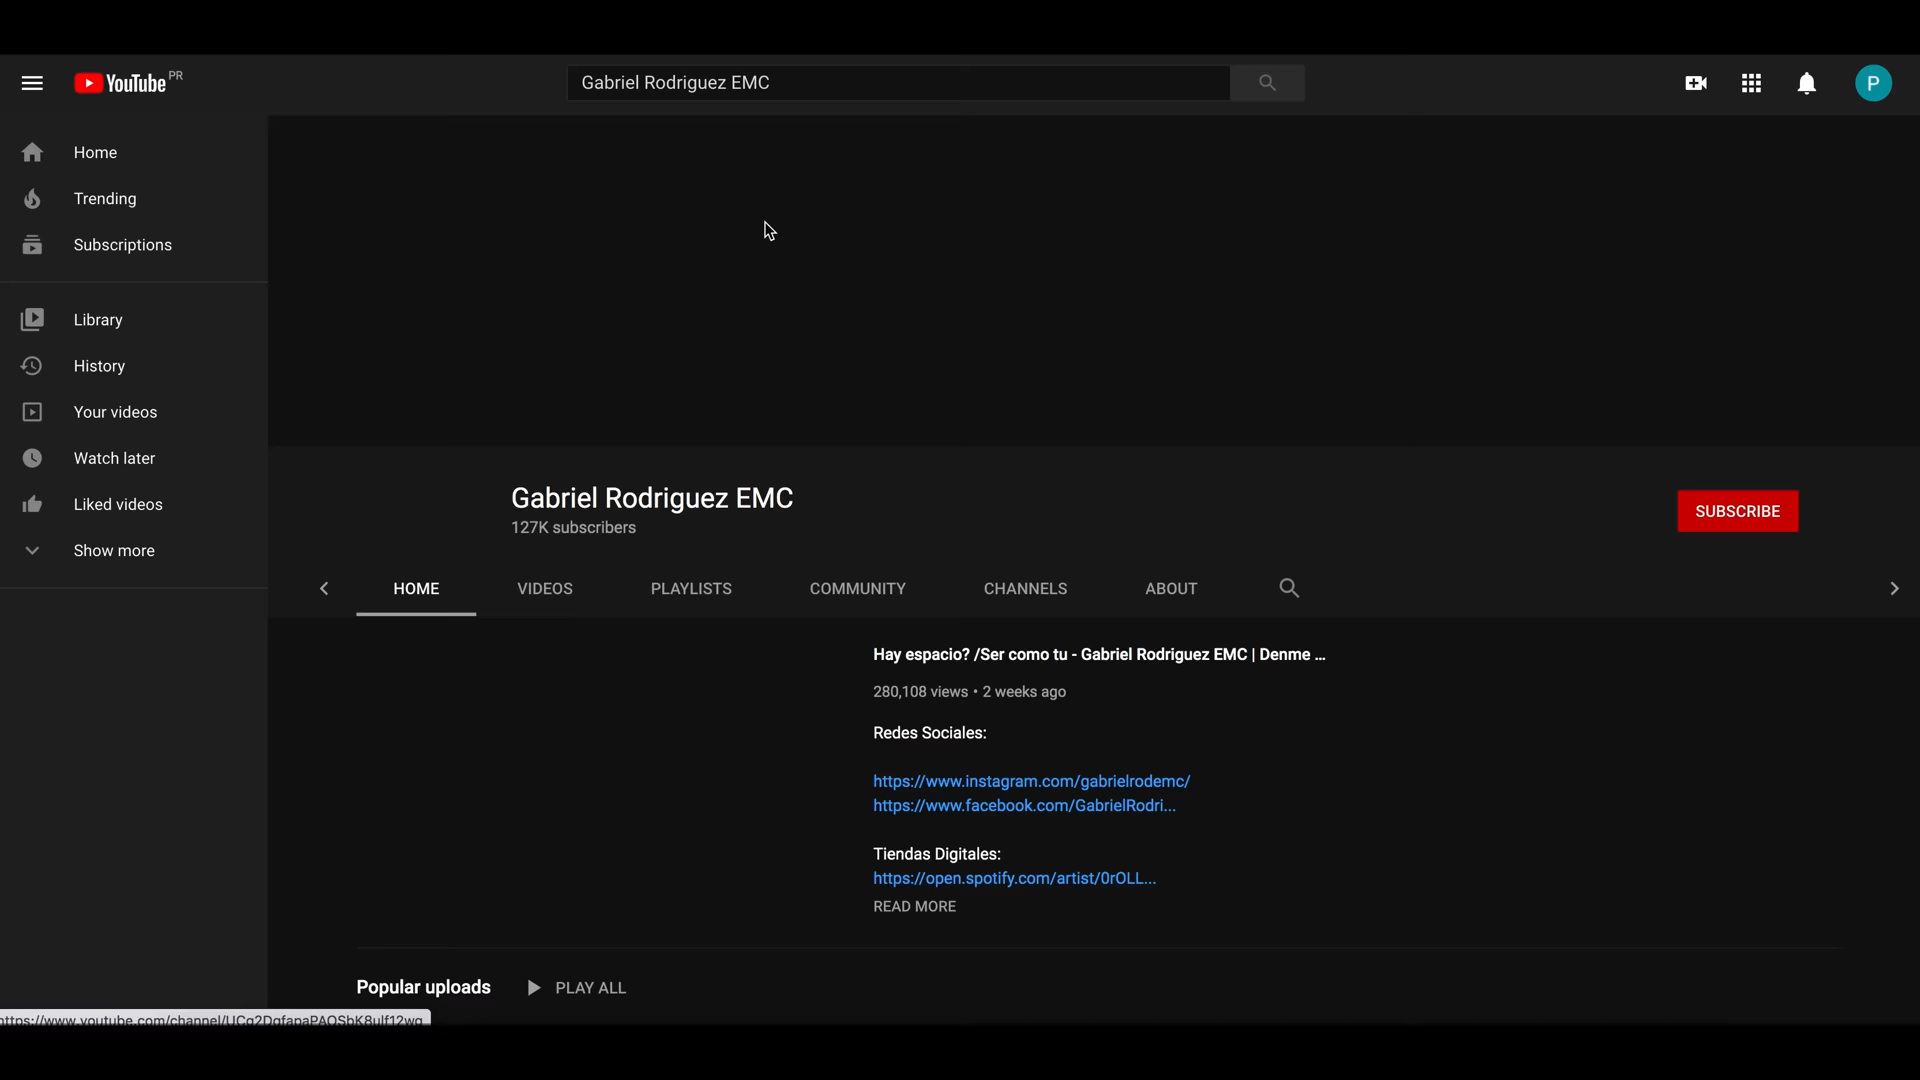 YouTube PR
Gabriel Rodriguez EMC
P
Home
Trending
Subscriptions
Library
History
Your videos
Watch later
Liked videos
Show more
Gabriel Rodriguez EMC
127K subscribers
SUBSCRIBE
HOME VIDEOS PLAYLISTS COMMUNITY CHANNELS ABOUT
Hay espacio? /Ser como tu - Gabriel Rodriguez EMC | Denme ...
280,108 views • 2 weeks ago
Redes Sociales:
https://www.instagram.com/gabrielrodemc/
https://www.facebook.com/GabrielRodri...
Tiendas Digitales:
https://open.spotify.com/artist/0rOLL...
READ MORE
Popular uploads PLAY ALL